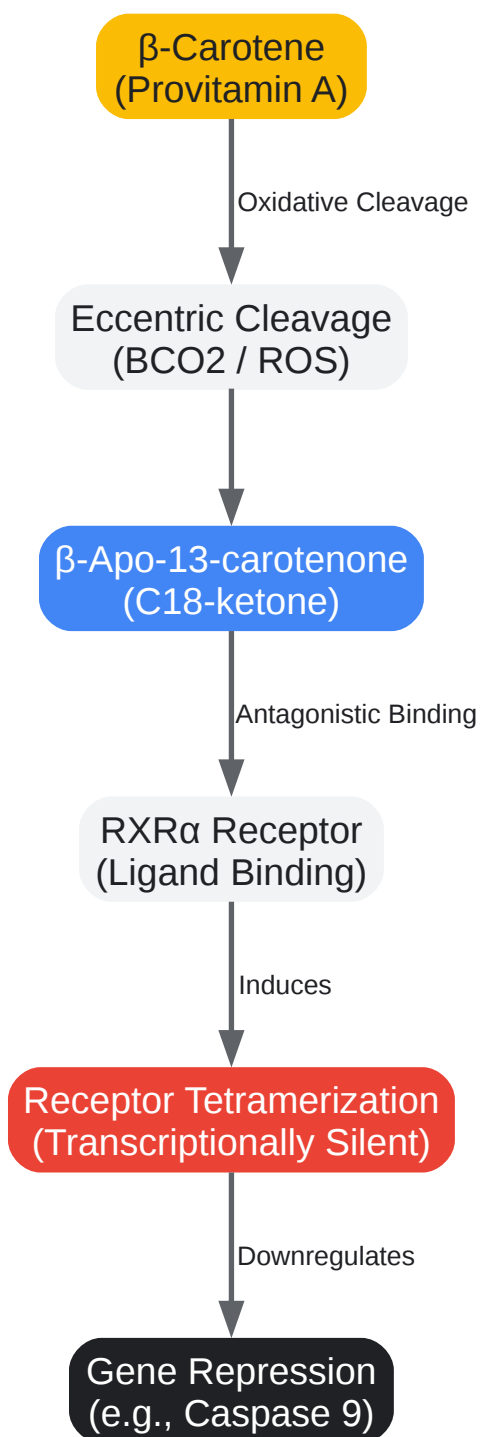 β-Carotene
(Provitamin A)
Oxidative Cleavage
Eccentric Cleavage
(BCO2 / ROS)
β-Apo-13-carotenone
(C18-ketone)
Antagonistic Binding
RXRα Receptor
(Ligand Binding)
Induces
Receptor Tetramerization
(Transcriptionally Silent)
Downregulates
Gene Repression
(e.g., Caspase 9)